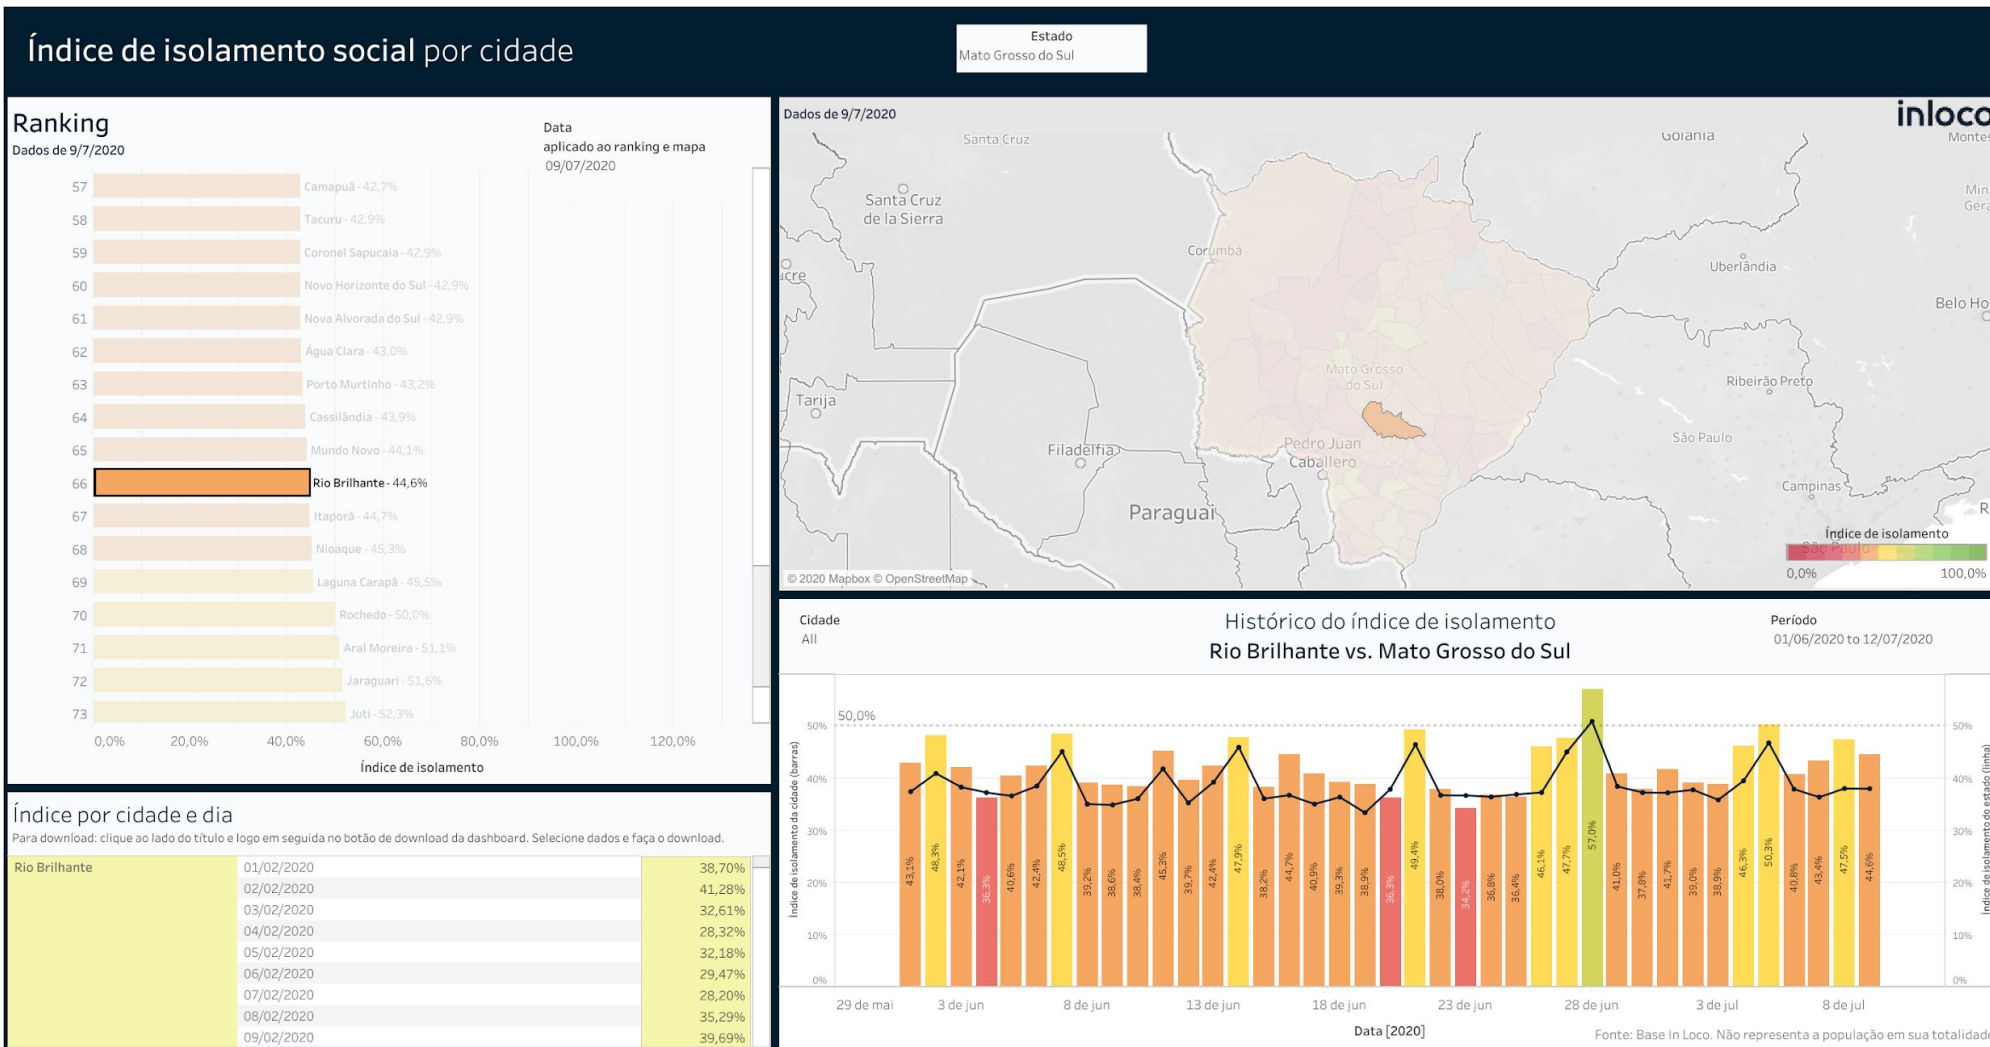 Índice de isolamento social por cidade
Estado
Mato Grosso do Sul
Ranking
Dados de 9/7/2020
Data
aplicado ao ranking e mapa
09/07/2020
57 Camapuã - 42,7%
58 Tacuru - 42,9%
59 Coronel Sapucaia - 42,9%
60 Novo Horizonte do Sul - 42,9%
61 Nova Alvorada do Sul - 42,9%
62 Água Clara - 43,0%
63 Porto Murtinho - 43,2%
64 Cassilândia - 43,9%
65 Mundo Novo - 44,1%
66 Rio Brilhante - 44,6%
67 Itaporã - 44,7%
68 Nioaque - 45,3%
69 Laguna Carapã - 45,5%
70 Rochedo - 50,0%
71 Aral Moreira - 51,1%
72 Jaraguari - 51,6%
73 Juti - 52,3%
0,0% 20,0% 40,0% 60,0% 80,0% 100,0% 120,0%
Índice de isolamento
Índice por cidade e dia
Para download: clique ao lado do título e logo em seguida no botão de download da dashboard. Selecione dados e faça o download.
Rio Brilhante 01/02/2020 38,70%
02/02/2020 41,28%
03/02/2020 32,61%
04/02/2020 28,32%
05/02/2020 32,18%
06/02/2020 29,47%
07/02/2020 28,20%
08/02/2020 35,29%
09/02/2020 39,69%
Dados de 9/7/2020
inloco
Santa Cruz
Goiânia
Montes
Santa Cruz
de la Sierra
Min
Gera
Corumbá
Uberlândia
ucre
Belo Ho
Mato Grosso
do Sul
Ribeirão Preto
Tarija
São Paulo
Pedro Juan
Caballero
Filadélfia
Campinas
Paraguai
R
Índice de isolamento
São Paulo
0,0% 100,0%
© 2020 Mapbox © OpenStreetMap
Cidade
All
Histórico do índice de isolamento
Rio Brilhante vs. Mato Grosso do Sul
Período
01/06/2020 to 12/07/2020
Índice de isolamento da cidade (barras)
50% 40% 30% 20% 10% 0%
50,0%
43,1% 48,3% 42,1% 36,3% 40,6% 42,4% 48,5% 39,2% 38,6% 38,4% 45,3% 39,7% 42,4% 47,9% 38,2% 44,7% 40,9% 39,3% 38,9% 36,3% 49,4% 38,0% 34,2% 36,8% 36,4% 46,1% 47,7% 57,0% 41,0% 37,8% 41,7% 39,0% 38,9% 46,3% 50,3% 40,8% 43,4% 47,5% 44,6%
50% 40% 30% 20% 10% 0%
Índice de isolamento do estado (linha)
29 de mai 3 de jun 8 de jun 13 de jun 18 de jun 23 de jun 28 de jun 3 de jul 8 de jul
Data [2020]
Fonte: Base In Loco. Não representa a população em sua totalidade